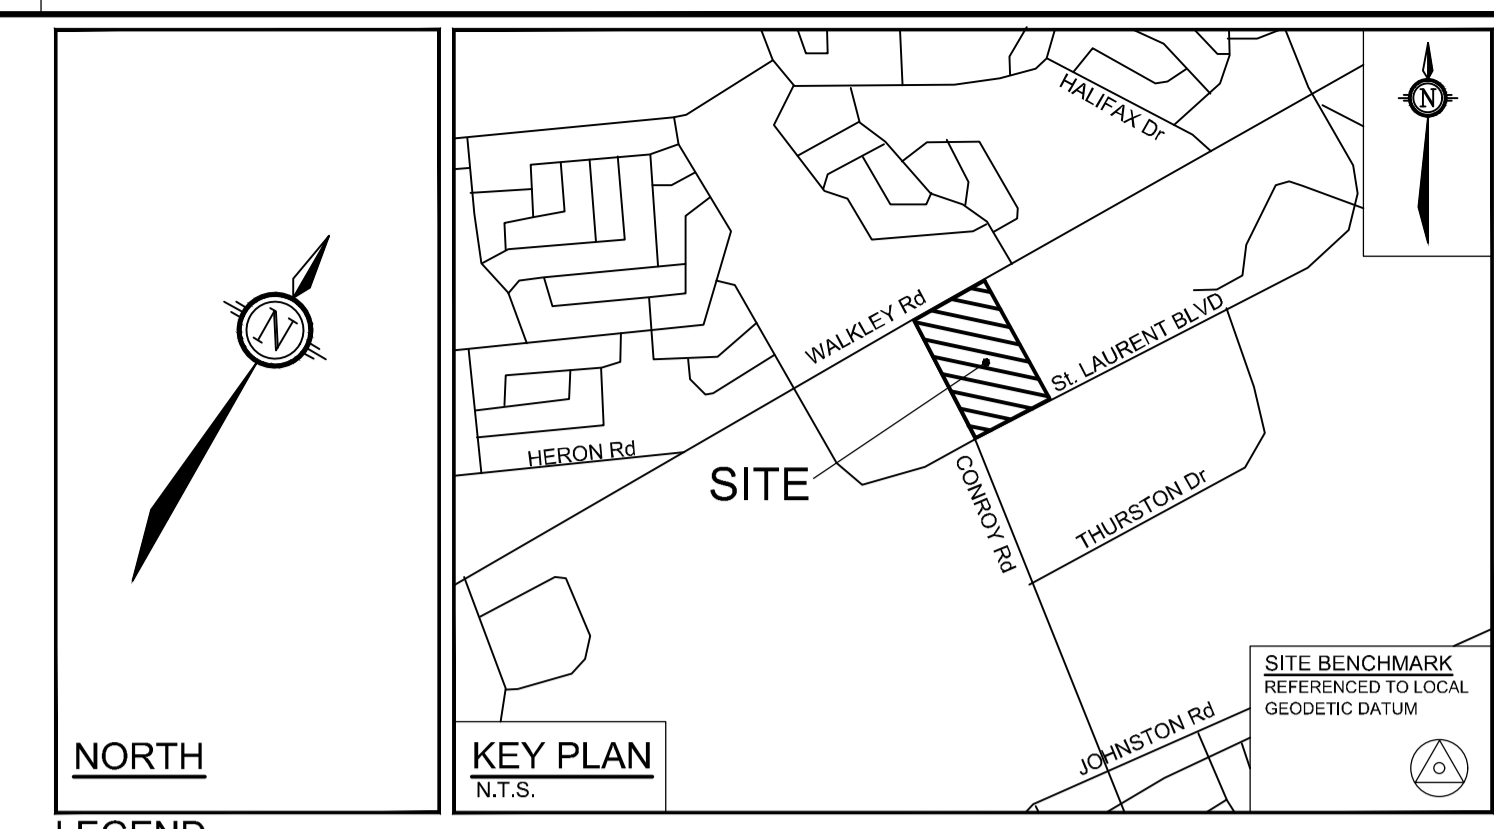 N
NORTH
HALIFAX Dr
N
WALKLEY Rd
St. LAURENT BLVD
HERON Rd
SITE
CONROY Rd
THURSTON Dr
JOHNSTON Rd
SITE BENCHMARK
REFERENCED TO LOCAL
GEODETIC DATUM
KEY PLAN
N.T.S.
LEGEND